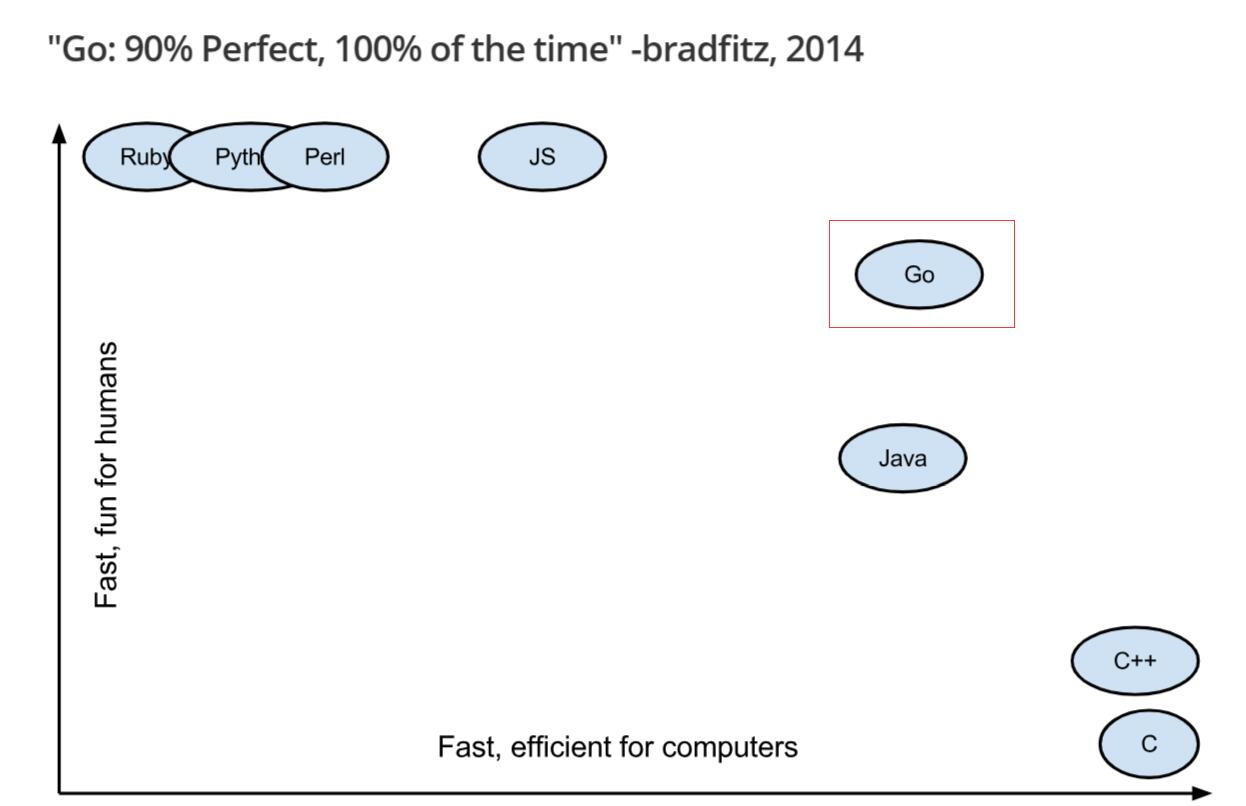 "Go: 90% Perfect, 100% of the time" -bradfitz, 2014
Ruby Pyth Perl JS
Go
Fast, fun for humans
Java
C++
Fast, efficient for computers
C